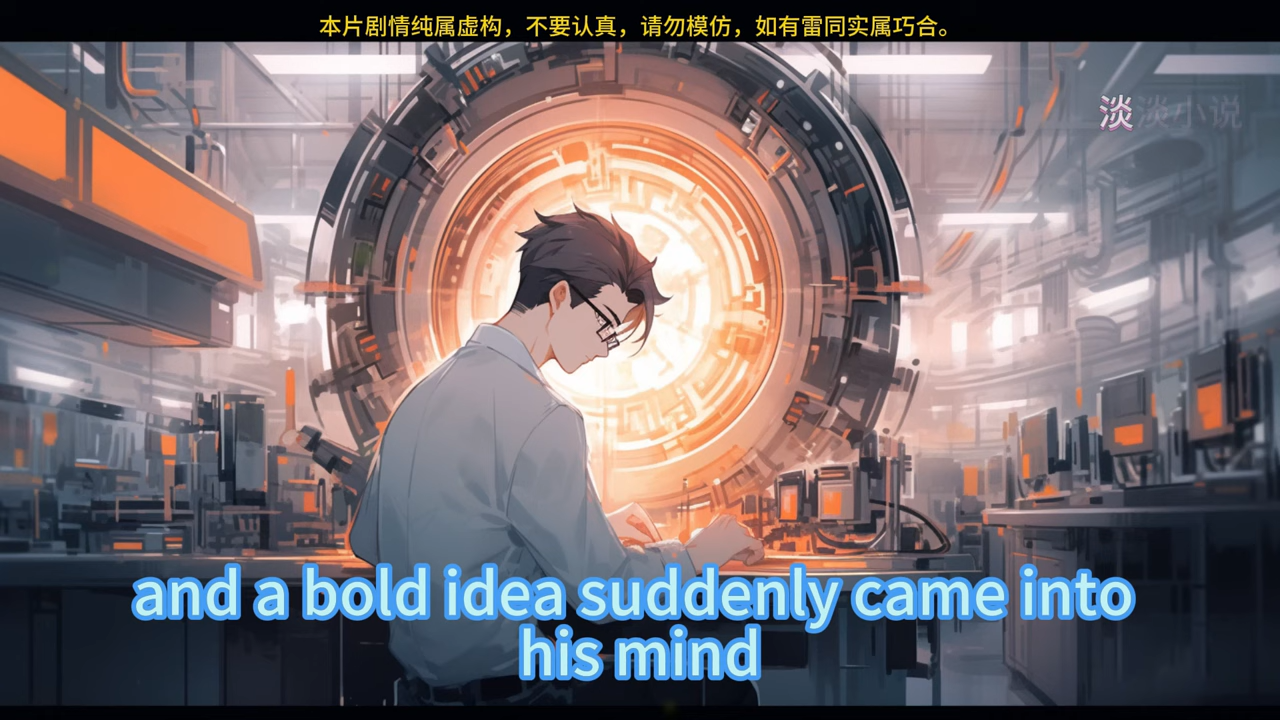 本片剧情纯属虚构，不要认真，请勿模仿，如有雷同实属巧合。
淡淡小说
and a bold idea suddenly came into
his mind